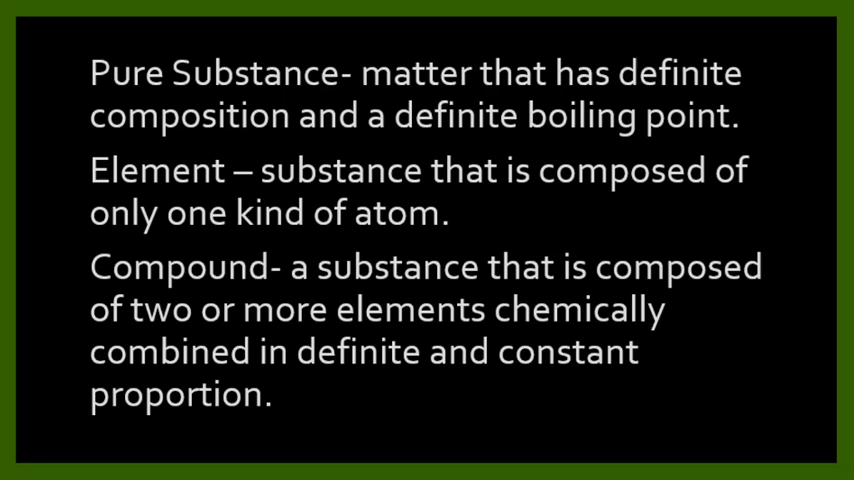 Pure Substance- matter that has definite
composition and a definite boiling point.
Element – substance that is composed of
only one kind of atom.
Compound- a substance that is composed
of two or more elements chemically
combined in definite and constant
proportion.